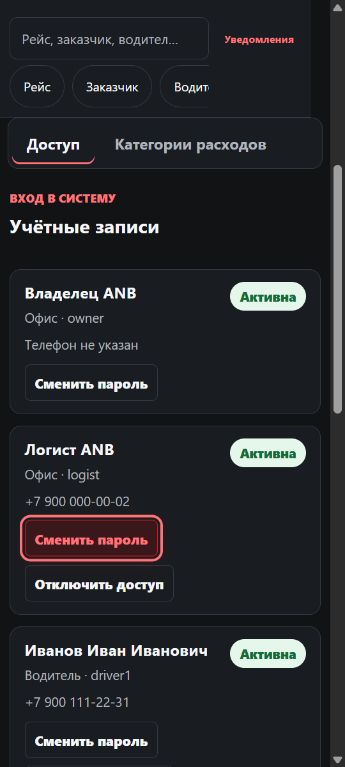 Рейс, заказчик, водител...
Уведомления
Рейс
Заказчик
Водит
Доступ
Категории расходов
ВХОД В СИСТЕМУ
Учётные записи
Владелец ANB
Активна
Офис · owner
Телефон не указан
Сменить пароль
Логист ANB
Активна
Офис · logist
+7 900 000-00-02
Сменить пароль
Отключить доступ
Иванов Иван Иванович
Активна
Водитель · driver1
+7 900 111-22-31
Сменить пароль